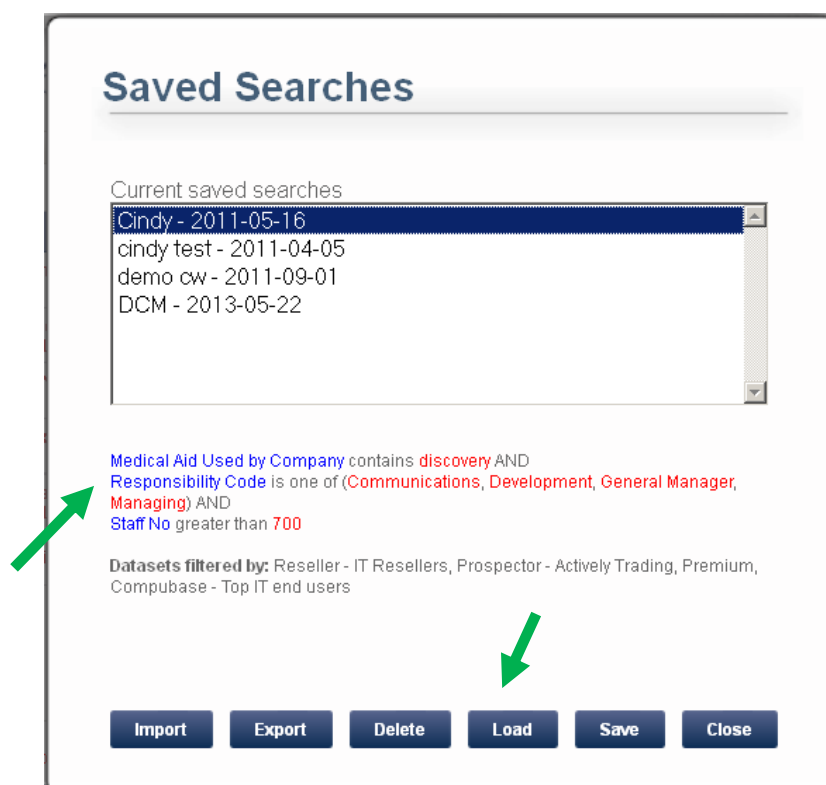 Saved Searches
Current saved searches
Cindy - 2011-05-16
cindy test - 2011-04-05
demo cw - 2011-09-01
DCM - 2013-05-22
Medical Aid Used by Company contains discovery AND
Responsibility Code is one of (Communications, Development, General Manager,
Managing) AND
Staff No greater than 700
Datasets filtered by: Reseller - IT Resellers, Prospector - Actively Trading, Premium,
Compubase - Top IT end users
Import Export Delete Load Save Close